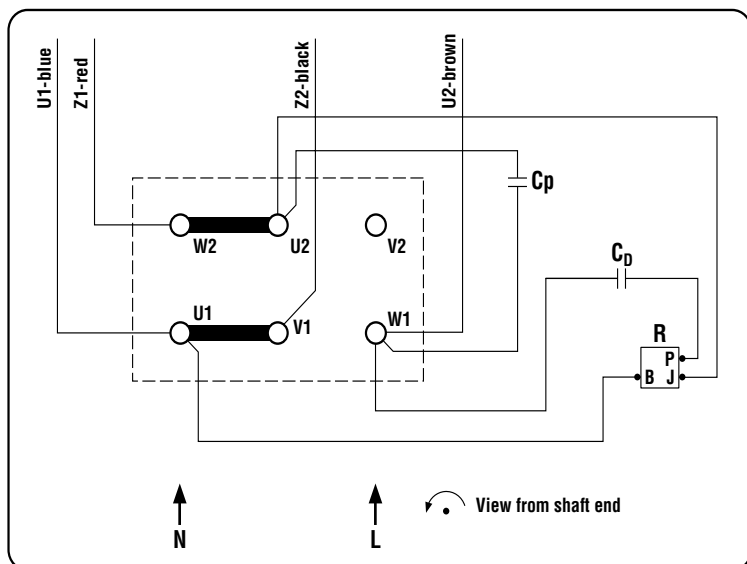 U1-blue
Z1-red
Z2-black
U2-brown
Cp
W2
U2
V2
CD
U1
V1
W1
R
P
B J
N
L
View from shaft end